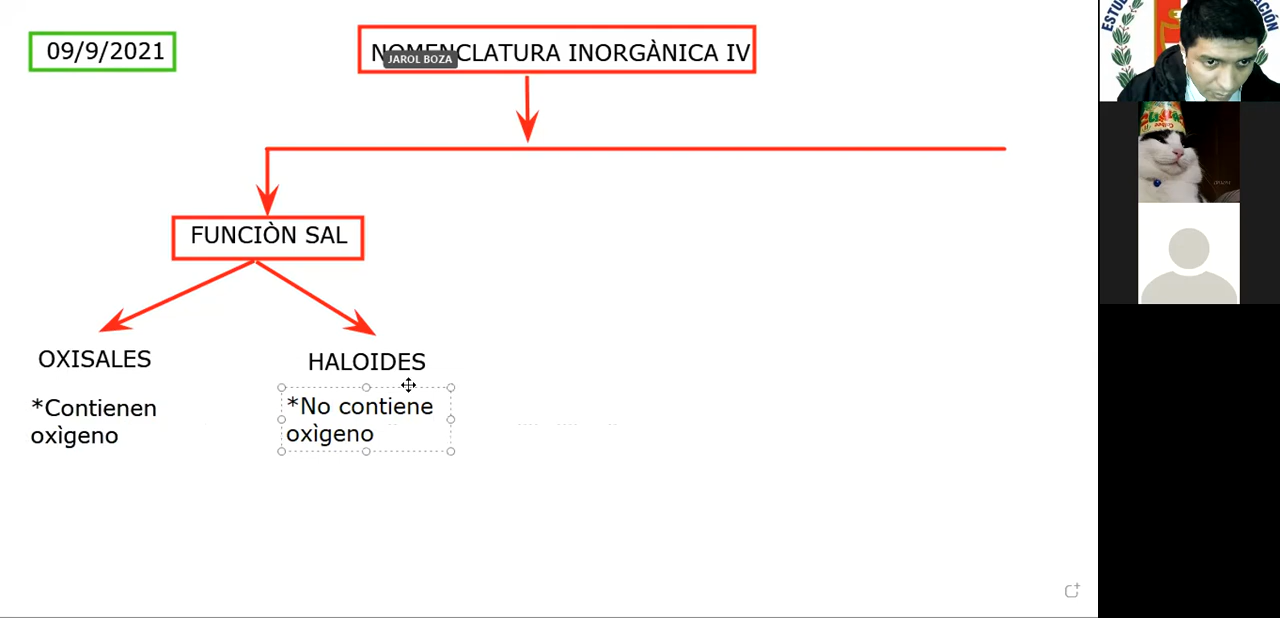 09/9/2021
NOMENCLATURA INORGÀNICA IV
JAROL BOZA
FUNCIÒN SAL
OXISALES
HALOIDES
*Contienen
oxìgeno
*No contiene
oxìgeno